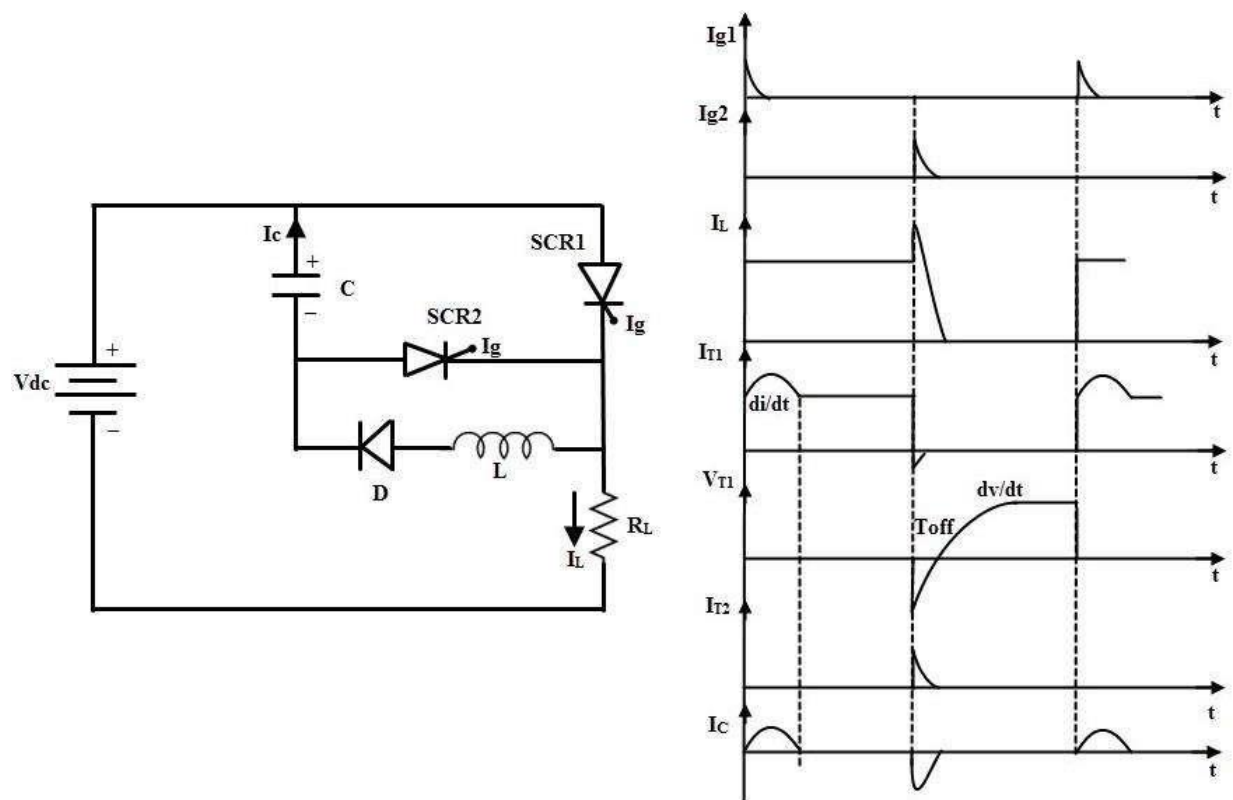 Ic
+
C
−
SCR1
Ig
SCR2
Ig
Vdc
+
−
D
L
RL
IL
Ig1
t
Ig2
t
IL
t
IT1
di/dt
t
VT1
dv/dt
Toff
t
IT2
t
IC
t